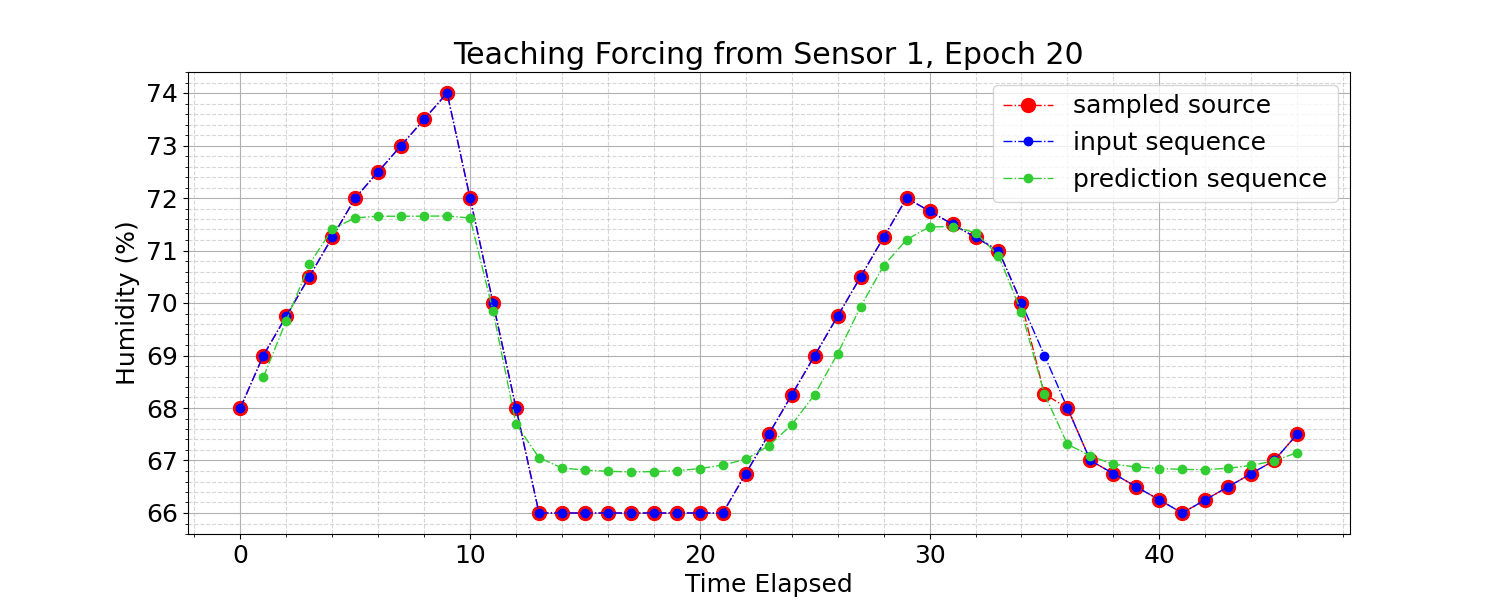 Teaching Forcing from Sensor 1, Epoch 20
sampled source
input sequence
prediction sequence
Humidity (%)
74
73
72
71
70
69
68
67
66
0 10 20 30 40
Time Elapsed